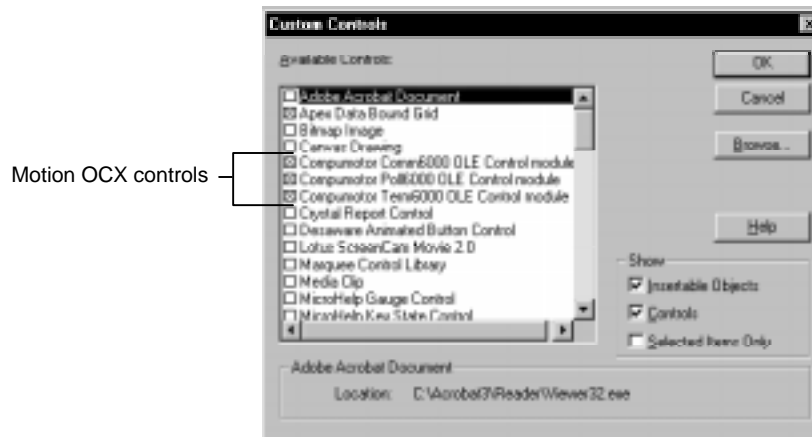 Custom Controls
Available Controls:
Adobe Acrobat Document
Apex Data Bound Grid
Bitmap Image
Canvas Drawing
Compumotor Comm6000 OLE Control module
Compumotor Poll6000 OLE Control module
Compumotor Term6000 OLE Control module
Crystal Report Control
Desaware Animated Button Control
Lotus ScreenCam Movie 2.0
Marquee Control Library
Media Clip
MicroHelp Gauge Control
MicroHelp Key State Control
OK
Cancel
Browse...
Help
Show
Insertable Objects
Controls
Selected Items Only
Adobe Acrobat Document
Location: C:\Acrobat3\Reader\Viewer32.exe
Motion OCX controls